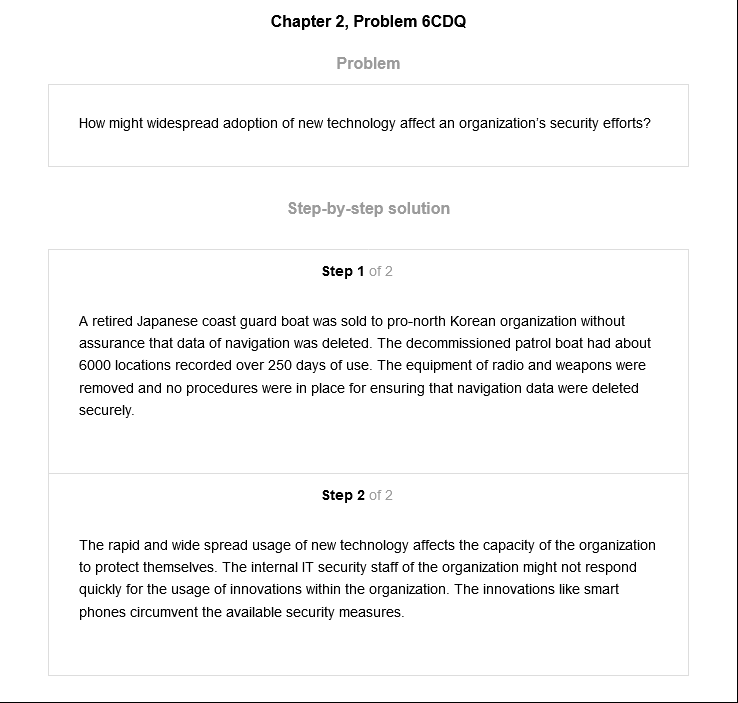 Chapter 2, Problem 6CDQ
Problem
How might widespread adoption of new technology affect an organization's security efforts?
Step-by-step solution
Step 1 of 2
A retired Japanese coast guard boat was sold to pro-north Korean organization without
assurance that data of navigation was deleted. The decommissioned patrol boat had about
6000 locations recorded over 250 days of use. The equipment of radio and weapons were
removed and no procedures were in place for ensuring that navigation data were deleted
securely.
Step 2 of 2
The rapid and wide spread usage of new technology affects the capacity of the organization
to protect themselves. The internal IT security staff of the organization might not respond
quickly for the usage of innovations within the organization. The innovations like smart
phones circumvent the available security measures.